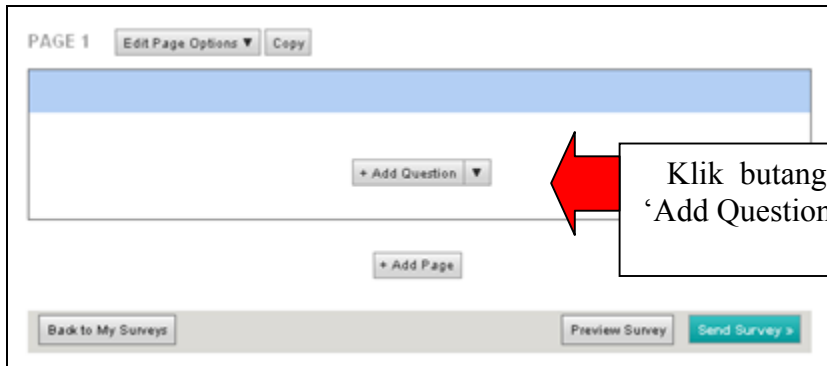 PAGE 1 Edit Page Options ▼ Copy
+ Add Question ▼
Klik butang
‘Add Question
+ Add Page
Back to My Surveys Preview Survey Send Survey »